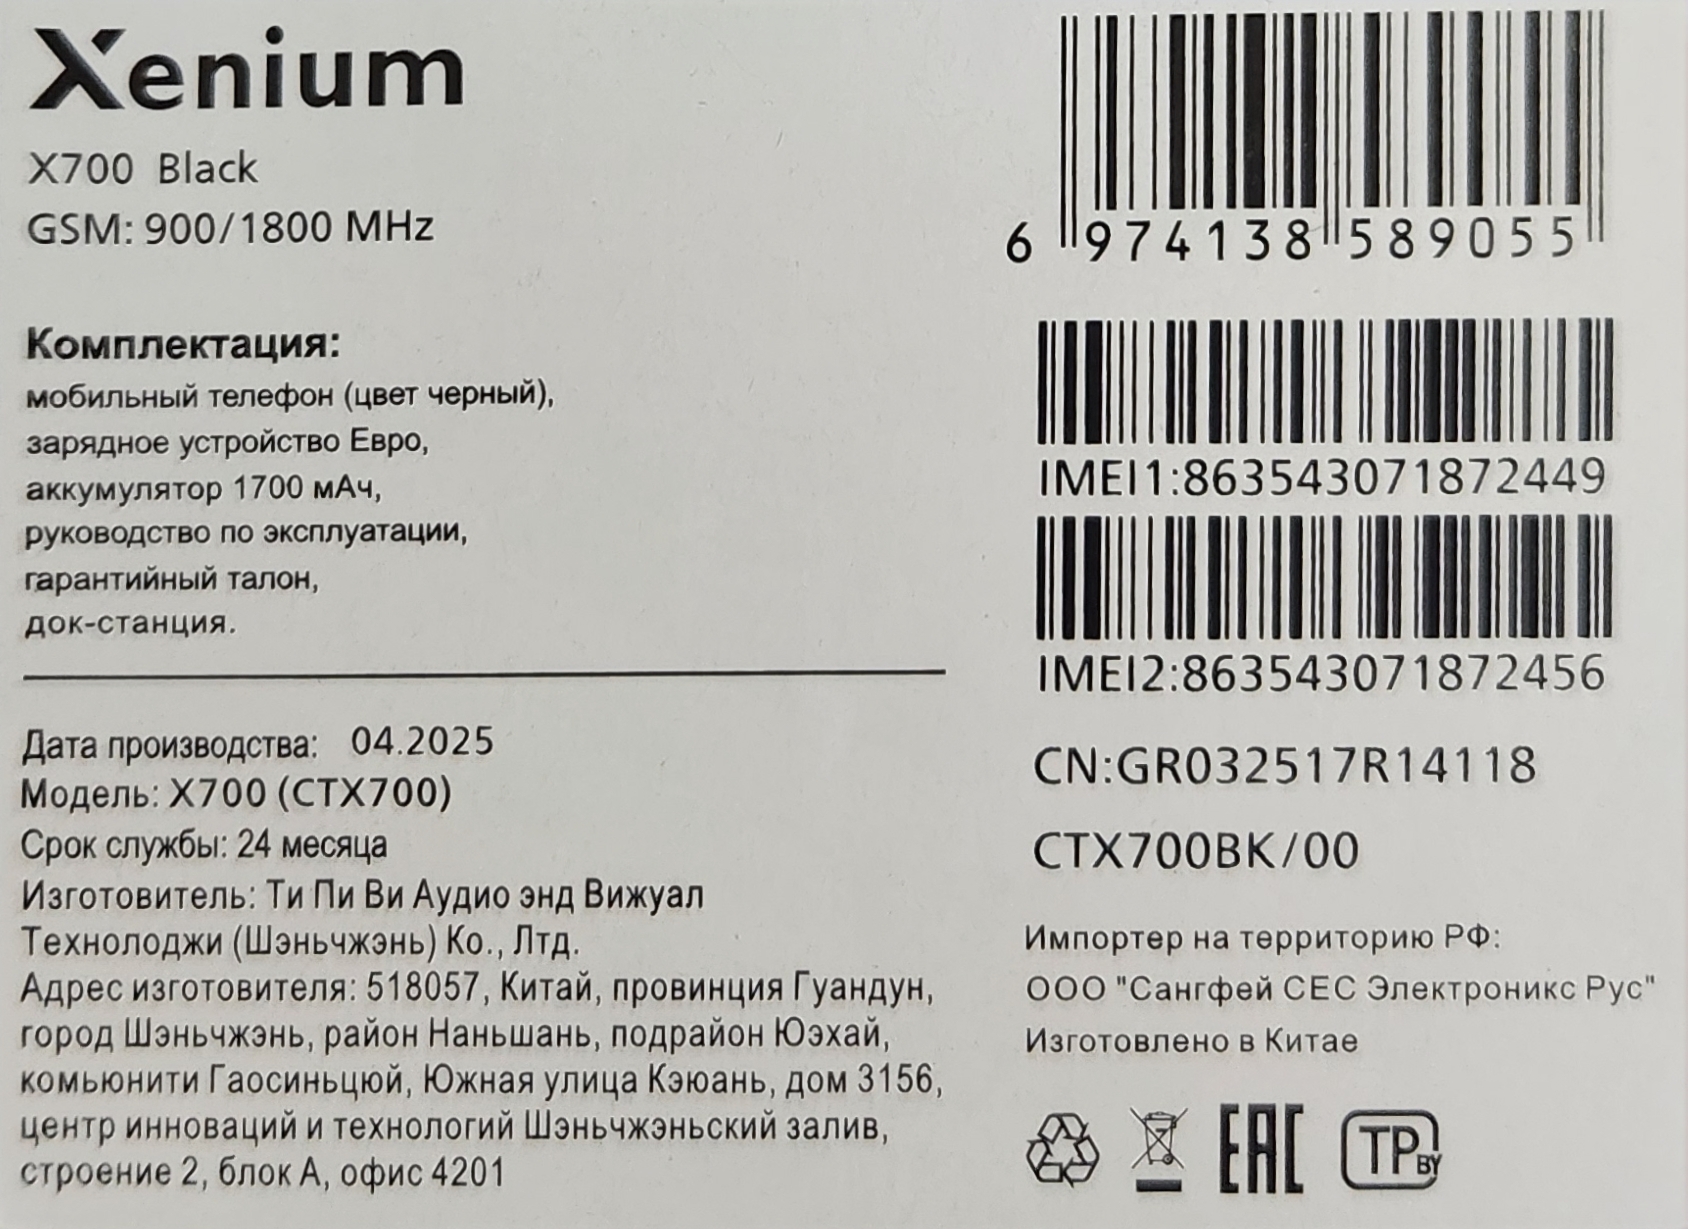 Xenium
X700 Black
GSM: 900/1800 MHz
Комплектация:
мобильный телефон (цвет черный),
зарядное устройство Евро,
аккумулятор 1700 мАч,
руководство по эксплуатации,
гарантийный талон,
док-станция.
Дата производства: 04.2025
Модель: X700 (CTX700)
Срок службы: 24 месяца
Изготовитель: Ти Пи Ви Аудио энд Вижуал
Технолоджи (Шэньчжэнь) Ко., Лтд.
Адрес изготовителя: 518057, Китай, провинция Гуандун,
город Шэньчжэнь, район Наньшань, подрайон Юэхай,
комьюнити Гаосиньцюй, Южная улица Кэюань, дом 3156,
центр инноваций и технологий Шэньчжэньский залив,
строение 2, блок А, офис 4201
6 974138 589055
IMEI1:863543071872449
IMEI2:863543071872456
CN:GR032517R14118
CTX700BK/00
Импортер на территорию РФ:
ООО "Сангфей СЕС Электроникс Рус"
Изготовлено в Китае
EAC TP BY